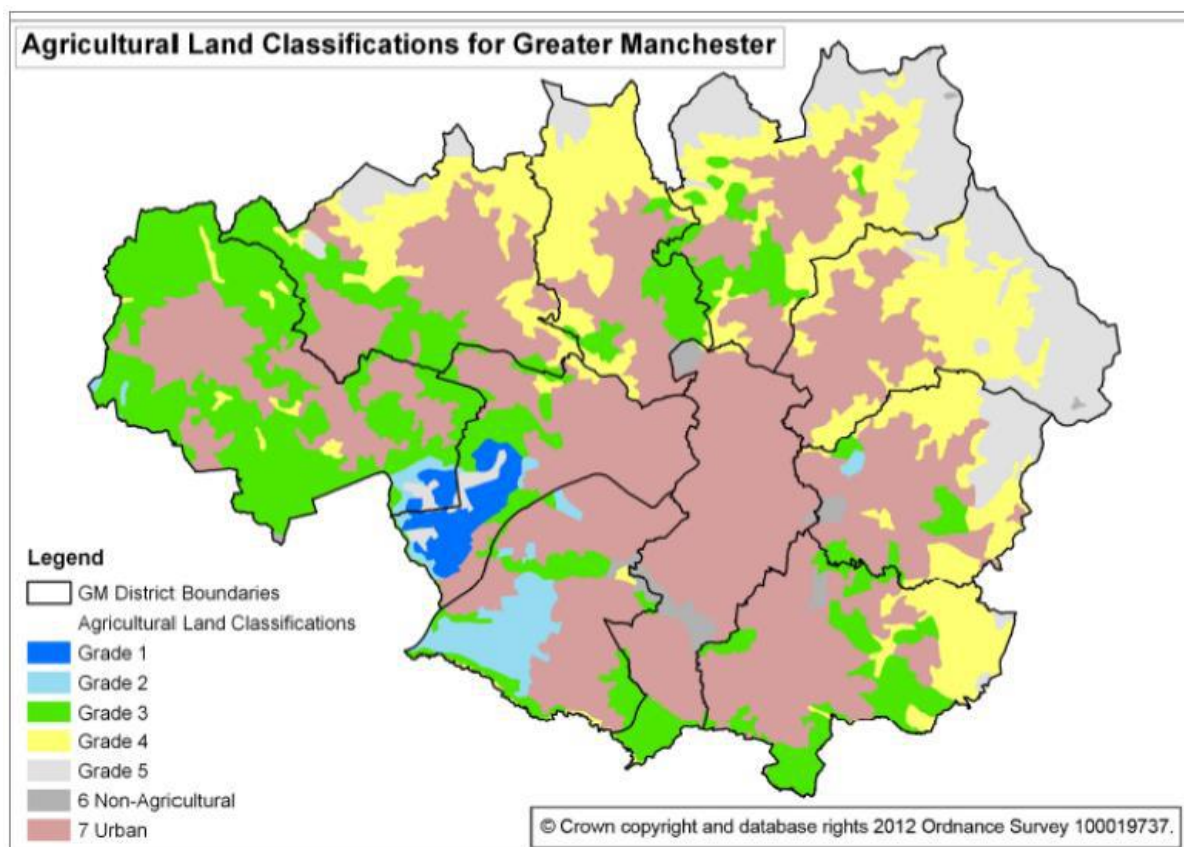 Agricultural Land Classifications for Greater Manchester
Legend
GM District Boundaries
Agricultural Land Classifications
Grade 1
Grade 2
Grade 3
Grade 4
Grade 5
6 Non-Agricultural
7 Urban
© Crown copyright and database rights 2012 Ordnance Survey 100019737.